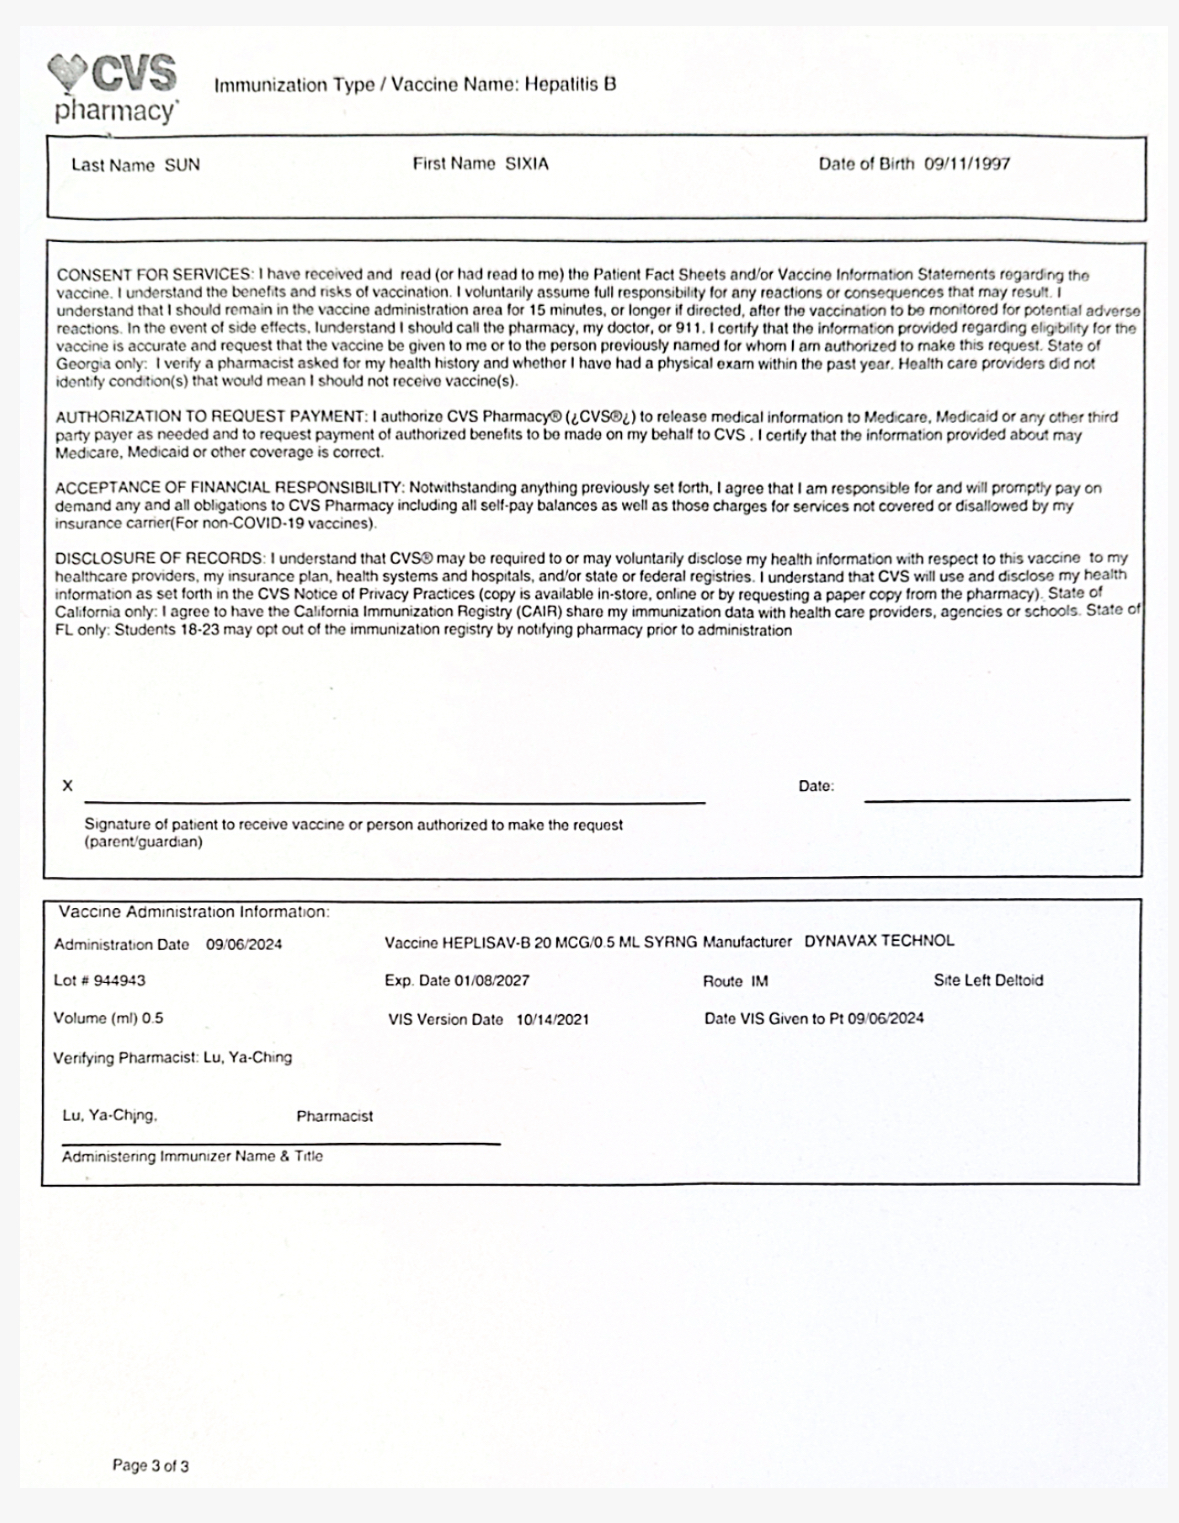 CVS
pharmacy
Immunization Type / Vaccine Name: Hepatitis B
Last Name SUN First Name SIXIA Date of Birth 09/11/1997
CONSENT FOR SERVICES: I have received and read (or had read to me) the Patient Fact Sheets and/or Vaccine Information Statements regarding the
vaccine. I understand the benefits and risks of vaccination. I voluntarily assume full responsibility for any reactions or consequences that may result. I
understand that I should remain in the vaccine administration area for 15 minutes, or longer if directed, after the vaccination to be monitored for potential adverse
reactions. In the event of side effects, Iunderstand I should call the pharmacy, my doctor, or 911. I certify that the information provided regarding eligibility for the
vaccine is accurate and request that the vaccine be given to me or to the person previously named for whom I am authorized to make this request. State of
Georgia only: I verify a pharmacist asked for my health history and whether I have had a physical exam within the past year. Health care providers did not
identify condition(s) that would mean I should not receive vaccine(s).
AUTHORIZATION TO REQUEST PAYMENT: I authorize CVS Pharmacy® (¿CVS®¿) to release medical information to Medicare, Medicaid or any other third
party payer as needed and to request payment of authorized benefits to be made on my behalf to CVS . I certify that the information provided about may
Medicare, Medicaid or other coverage is correct.
ACCEPTANCE OF FINANCIAL RESPONSIBILITY: Notwithstanding anything previously set forth, I agree that I am responsible for and will promptly pay on
demand any and all obligations to CVS Pharmacy including all self-pay balances as well as those charges for services not covered or disallowed by my
insurance carrier(For non-COVID-19 vaccines).
DISCLOSURE OF RECORDS: I understand that CVS® may be required to or may voluntarily disclose my health information with respect to this vaccine to my
healthcare providers, my insurance plan, health systems and hospitals, and/or state or federal registries. I understand that CVS will use and disclose my health
information as set forth in the CVS Notice of Privacy Practices (copy is available in-store, online or by requesting a paper copy from the pharmacy). State of
California only: I agree to have the California Immunization Registry (CAIR) share my immunization data with health care providers, agencies or schools. State of
FL only: Students 18-23 may opt out of the immunization registry by notifying pharmacy prior to administration
X Date:
Signature of patient to receive vaccine or person authorized to make the request
(parent/guardian)
Vaccine Administration Information:
Administration Date 09/06/2024 Vaccine HEPLISAV-B 20 MCG/0.5 ML SYRNG Manufacturer DYNAVAX TECHNOL
Lot # 944943 Exp. Date 01/08/2027 Route IM Site Left Deltoid
Volume (ml) 0.5 VIS Version Date 10/14/2021 Date VIS Given to Pt 09/06/2024
Verifying Pharmacist: Lu, Ya-Ching
Lu, Ya-Ching, Pharmacist
Administering Immunizer Name & Title
Page 3 of 3